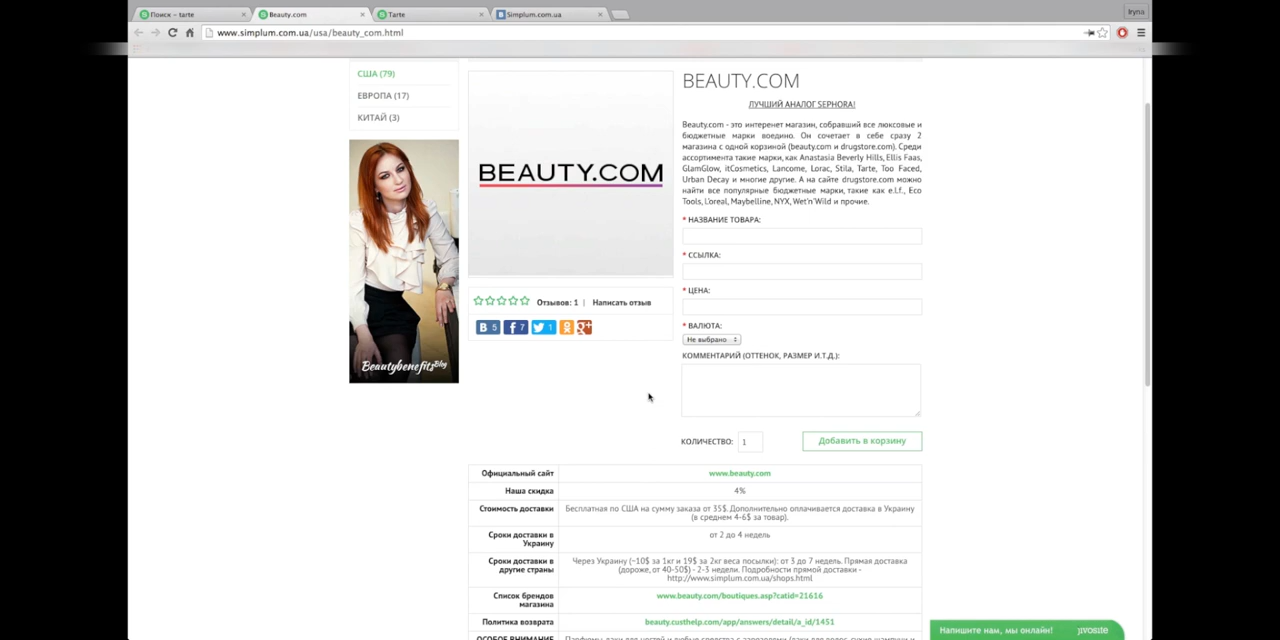 Поиск – tarte
Beauty.com
Tarte
Simplum.com.ua
Iryna
www.simplum.com.ua/usa/beauty_com.html
США (79)
ЕВРОПА (17)
КИТАЙ (3)
Beautybenefits Blog
BEAUTY.COM
Отзывов: 1 | Написать отзыв
5
7
1
BEAUTY.COM
ЛУЧШИЙ АНАЛОГ SEPHORA!
Beauty.com - это интеренет магазин, собравший все люксовые и
бюджетные марки воедино. Он сочетает в себе сразу 2
магазина с одной корзиной (beauty.com и drugstore.com). Среди
ассортимента такие марки, как Anastasia Beverly Hills, Ellis Faas,
GlamGlow, itCosmetics, Lancome, Lorac, Stila, Tarte, Too Faced,
Urban Decay и многие другие. А на сайте drugstore.com можно
найти все популярные бюджетные марки, такие как e.l.f., Eco
Tools, L'oreal, Maybelline, NYX, Wet'n'Wild и прочие.
* НАЗВАНИЕ ТОВАРА:
* ССЫЛКА:
* ЦЕНА:
* ВАЛЮТА:
Не выбрано
КОММЕНТАРИЙ (ОТТЕНОК, РАЗМЕР И.Т.Д.):
КОЛИЧЕСТВО: 1
Добавить в корзину
Официальный сайт www.beauty.com
Наша скидка 4%
Стоимость доставки Бесплатная по США на сумму заказа от 35$. Дополнительно оплачивается доставка в Украину
(в среднем 4-6$ за товар).
Сроки доставки в от 2 до 4 недель
Украину
Сроки доставки в Через Украину (~10$ за 1кг и 19$ за 2кг веса посылки): от 3 до 7 недель. Прямая доставка
другие страны (дороже, от 40-50$) - 2-3 недели. Подробности прямой доставки -
http://www.simplum.com.ua/shops.html
Список брендов www.beauty.com/boutiques.asp?catid=21616
магазина
Политика возврата beauty.custhelp.com/app/answers/detail/a_id/1451
ОСОБОЕ ВНИМАНИЕ
Напишите нам, мы онлайн! jivosite